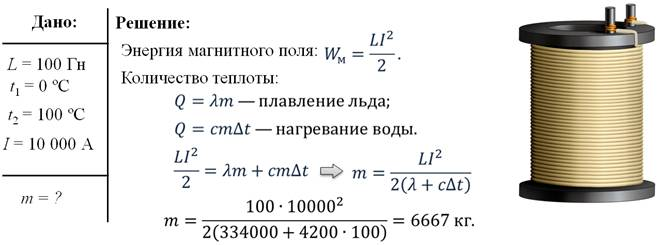 Дано:
L = 100 Гн
t₁ = 0 ºC
t₂ = 100 ºC
I = 10 000 А
m = ?
Решение:
Энергия магнитного поля: Wм = LI²/2.
Количество теплоты:
Q = λm — плавление льда;
Q = cmΔt — нагревание воды.
LI²/2 = λm + cmΔt ⇨ m = LI²/2(λ + cΔt)
m = 100 · 10000²/2(334000 + 4200 · 100) = 6667 кг.